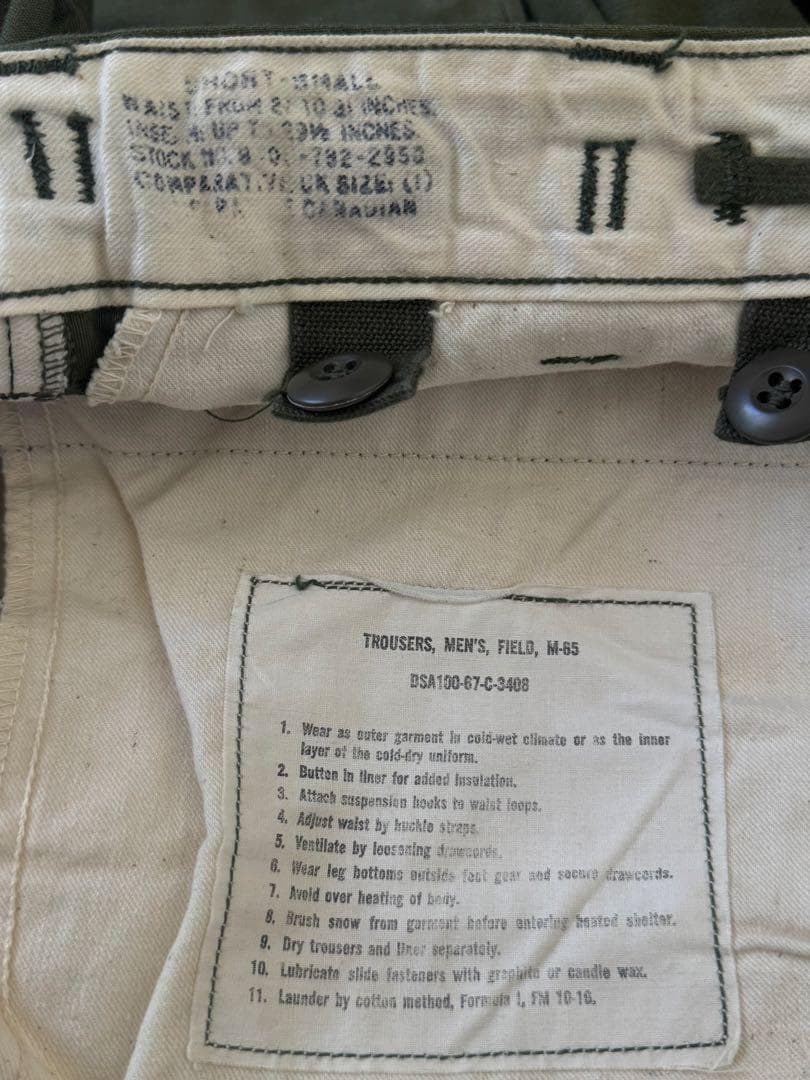 SHORT-SMALL
WAIST FROM 2 TO 31 INCHES.
UP TO 29½ INCHES.
STOCK NO. 8 -782-2950
COMPARATIVE UK SIZE: (1)
CANADIAN
TROUSERS, MEN'S, FIELD, M-65
DSA100-67-C-3408
1. Wear as outer garment in cold-wet climate or as the inner
layer of the cold-dry uniform.
2. Button in liner for added insulation.
3. Attach suspension hooks to waist loops.
4. Adjust waist by buckle straps.
5. Ventilate by loosening drawcords.
6. Wear leg bottoms outside foot gear and secure drawcords.
7. Avoid over heating of body.
8. Brush snow from garment before entering heated shelter.
9. Dry trousers and liner separately.
10. Lubricate slide fasteners with graphite or candle wax.
11. Launder by cotton method, Formula I, FM 10-16.